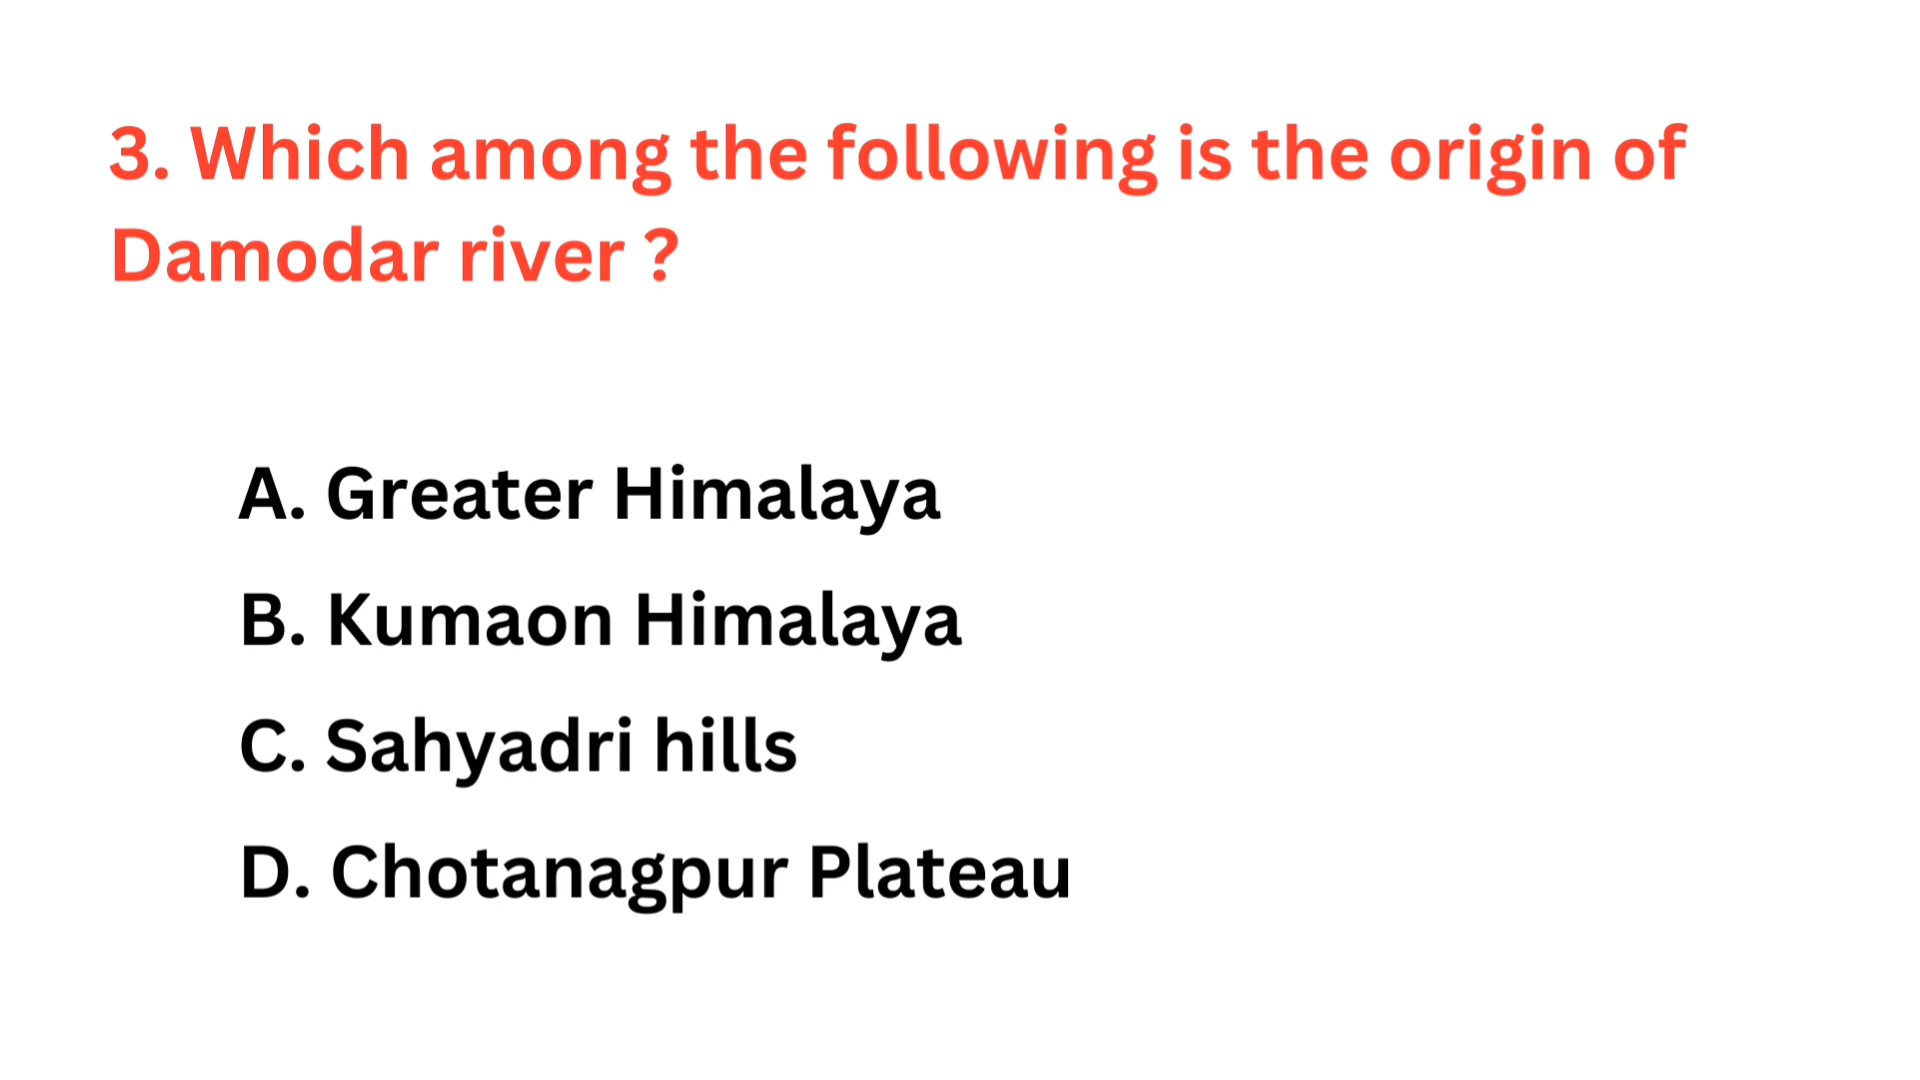 3. Which among the following is the origin of
Damodar river ?
A. Greater Himalaya
B. Kumaon Himalaya
C. Sahyadri hills
D. Chotanagpur Plateau